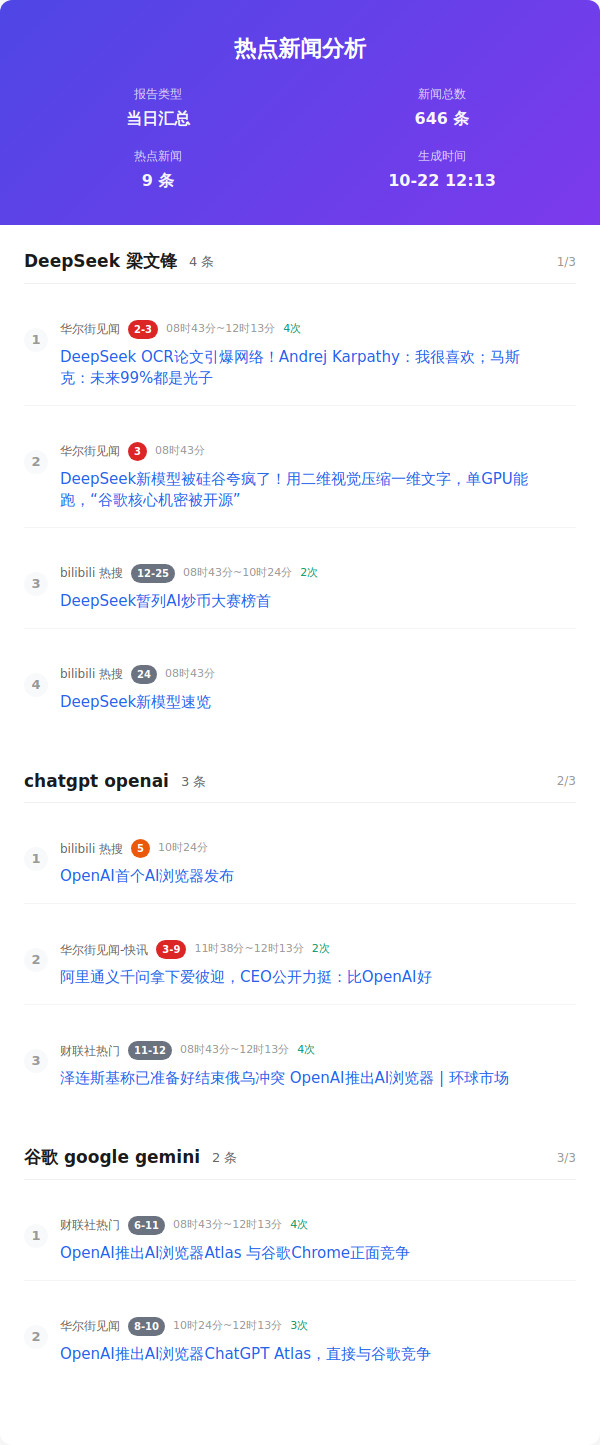 热点新闻分析
报告类型
当日汇总
新闻总数
646 条
热点新闻
9 条
生成时间
10-22 12:13
DeepSeek 梁文锋 4 条 1/3
1
华尔街见闻 2-3 08时43分~12时13分 4次
DeepSeek OCR论文引爆网络！Andrej Karpathy：我很喜欢；马斯
克：未来99%都是光子
2
华尔街见闻 3 08时43分
DeepSeek新模型被硅谷夸疯了！用二维视觉压缩一维文字，单GPU能
跑，“谷歌核心机密被开源”
3
bilibili 热搜 12-25 08时43分~10时24分 2次
DeepSeek暂列AI炒币大赛榜首
4
bilibili 热搜 24 08时43分
DeepSeek新模型速览
chatgpt openai 3 条 2/3
1
bilibili 热搜 5 10时24分
OpenAI首个AI浏览器发布
2
华尔街见闻-快讯 3-9 11时38分~12时13分 2次
阿里通义千问拿下爱彼迎，CEO公开力挺：比OpenAI好
3
财联社热门 11-12 08时43分~12时13分 4次
泽连斯基称已准备好结束俄乌冲突 OpenAI推出AI浏览器 | 环球市场
谷歌 google gemini 2 条 3/3
1
财联社热门 6-11 08时43分~12时13分 4次
OpenAI推出AI浏览器Atlas 与谷歌Chrome正面竞争
2
华尔街见闻 8-10 10时24分~12时13分 3次
OpenAI推出AI浏览器ChatGPT Atlas，直接与谷歌竞争